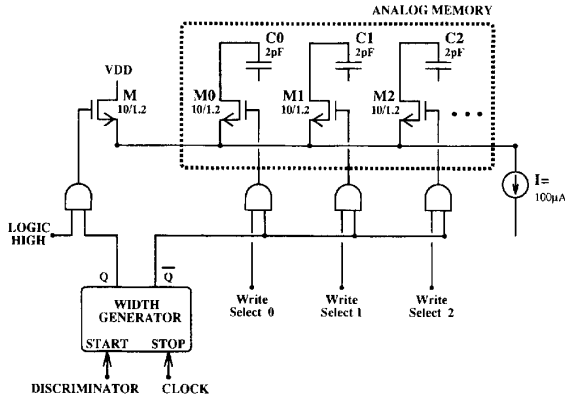 ANALOG MEMORY
C0
2pF
C1
2pF
C2
2pF
VDD
M
10/1.2
M0
10/1.2
M1
10/1.2
M2
10/1.2
I=
100µA
LOGIC
HIGH
Q
Q
WIDTH
GENERATOR
START STOP
Write
Select 0
Write
Select 1
Write
Select 2
DISCRIMINATOR CLOCK